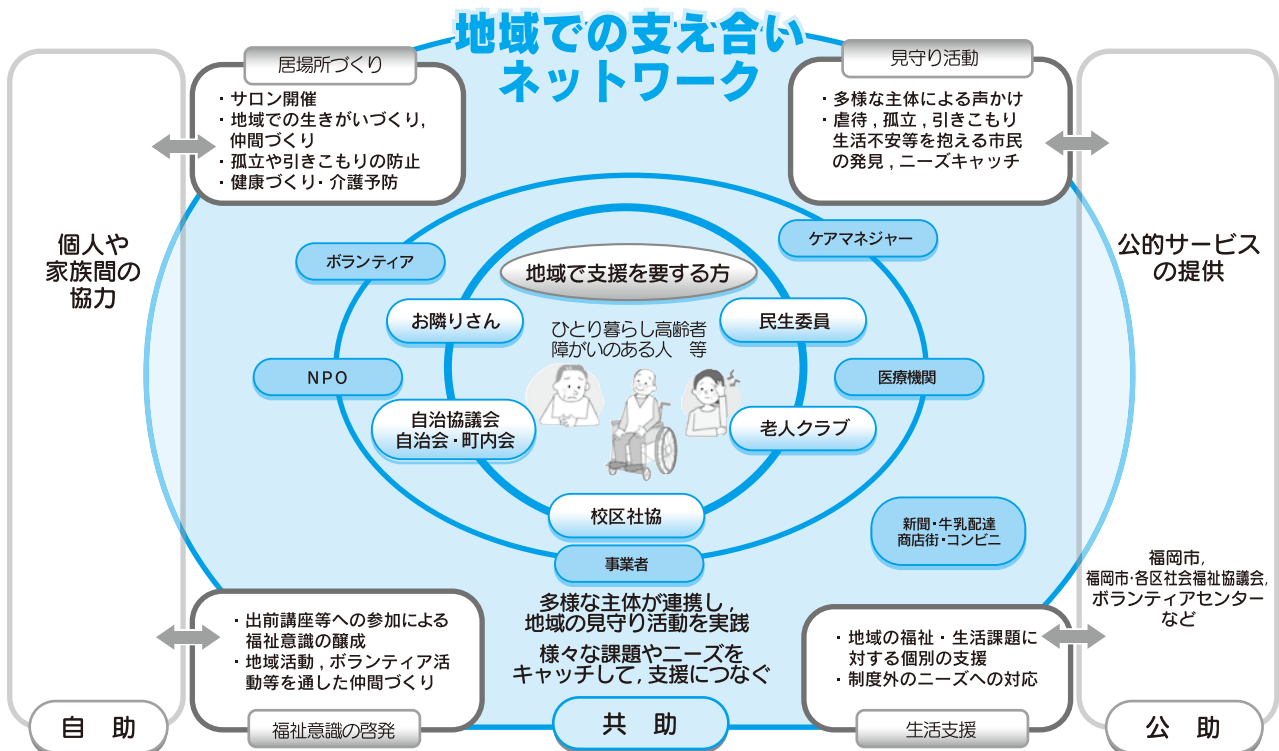 地域での支え合い
ネットワーク
居場所づくり
・サロン開催
・地域での生きがいづくり,
仲間づくり
・孤立や引きこもりの防止
・健康づくり・介護予防
見守り活動
・多様な主体による声かけ
・虐待,孤立,引きこもり
生活不安等を抱える市民
の発見,ニーズキャッチ
個人や
家族間の
協力
公的サービス
の提供
ボランティア
ケアマネジャー
地域で支援を要する方
お隣りさん
民生委員
ひとり暮らし高齢者
障がいのある人 等
NPO
医療機関
自治協議会
自治会・町内会
老人クラブ
校区社協
事業者
新聞・牛乳配達
商店街・コンビニ
多様な主体が連携し,
地域の見守り活動を実践
様々な課題やニーズを
キャッチして,支援につなぐ
福岡市,
福岡市・各区社会福祉協議会,
ボランティアセンター
など
・出前講座等への参加による
福祉意識の醸成
・地域活動,ボランティア活
動等を通した仲間づくり
福祉意識の啓発
・地域の福祉・生活課題に
対する個別の支援
・制度外のニーズへの対応
生活支援
自 助
共 助
公 助